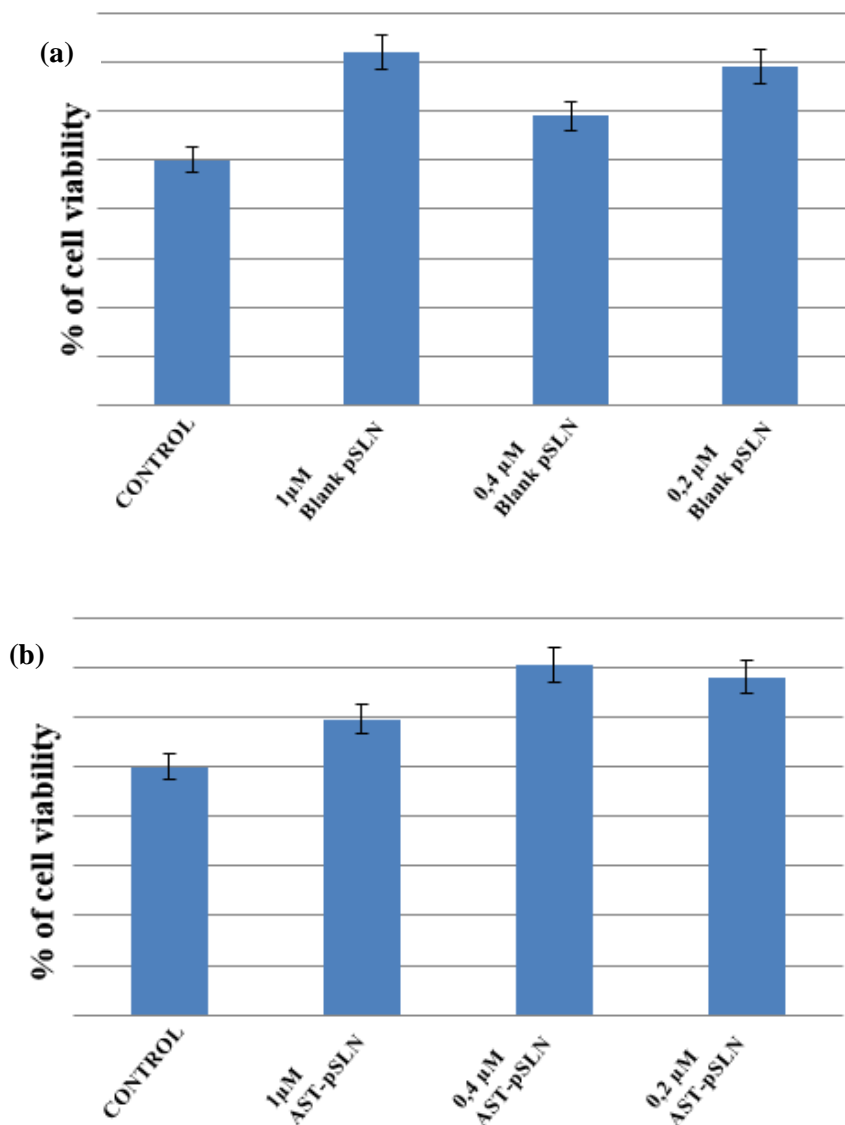 (a)
% of cell viability
CONTROL
1µM
Blank pSLN
0,4 µM
Blank pSLN
0,2 µM
Blank pSLN
(b)
% of cell viability
CONTROL
1µM
AST-pSLN
0,4 µM
AST-pSLN
0,2 µM
AST-pSLN